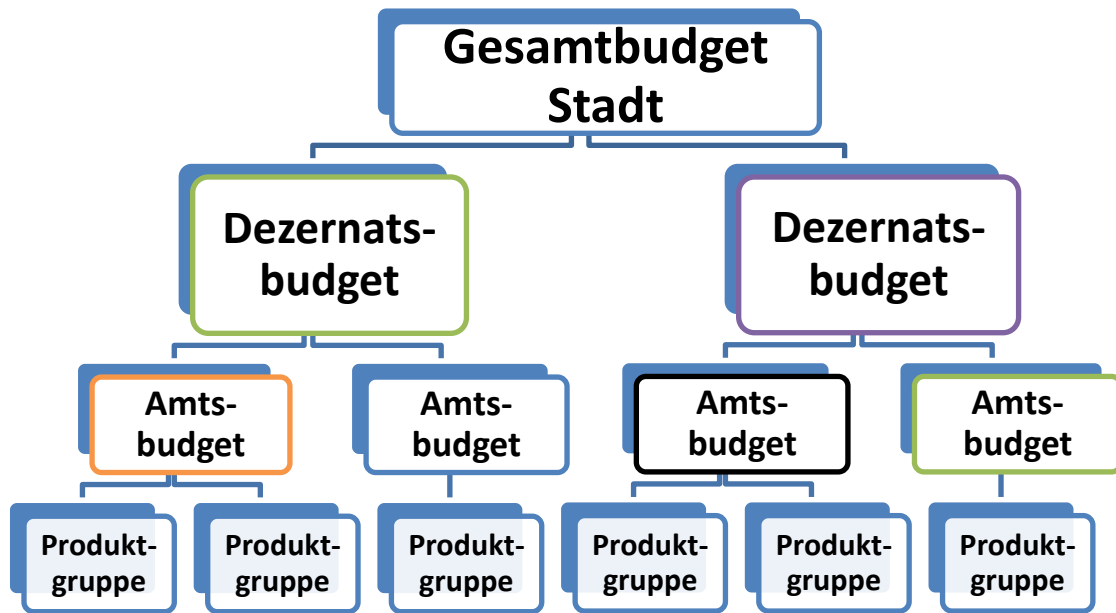 Gesamtbudget
Stadt
Dezernats-
budget
Dezernats-
budget
Amts-
budget
Amts-
budget
Amts-
budget
Amts-
budget
Produkt-
gruppe
Produkt-
gruppe
Produkt-
gruppe
Produkt-
gruppe
Produkt-
gruppe
Produkt-
gruppe